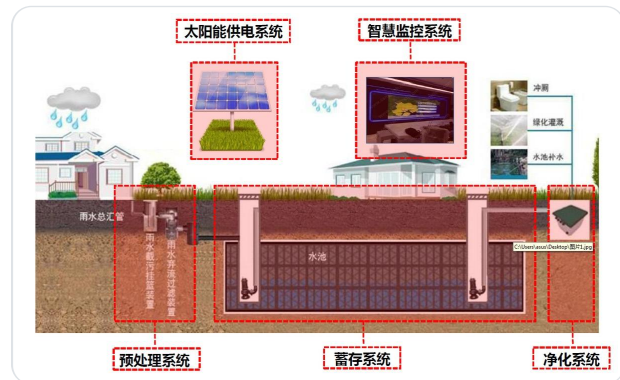 太阳能供电系统
智慧监控系统
冲厕
绿化灌溉
水池补水
雨水总汇管
雨水截污挂篮装置
雨水弃流过滤装置
水池
C:\Users\asus\Desktop\图片1.jpg
预处理系统
蓄存系统
净化系统